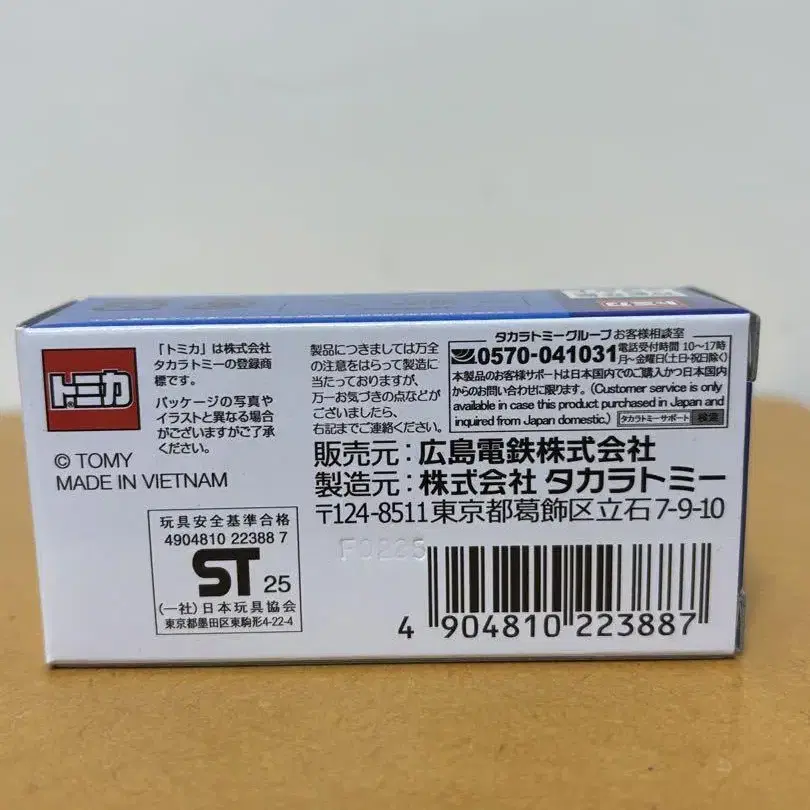 トミカ
「トミカ」は株式会社
タカラトミーの登録商
標です。
パッケージの写真や
イラストと異なる場合
がございますがご了承
ください。
© TOMY
MADE IN VIETNAM
製品につきましては万全
の注意をはらって製造に
当たっておりますが、
万一お気づきの点などが
ございましたら、
右記までご連絡ください。
タカラトミーグループ お客様相談室
0570-041031 電話受付時間 10〜17時
月〜金曜日(土日・祝日除く)
本製品のお客様サポートは日本国内でのご購入かつ日本国内
からのお問い合わせに限ります。(Customer service is only
available in case this product purchased in Japan and
inquired from Japan domestic.) タカラトミーサポート 検索
販売元：広島電鉄株式会社
製造元：株式会社 タカラトミー
〒124-8511 東京都葛飾区立石7-9-10
玩具安全基準合格
4904810 22388 7
ST 25
(一社)日本玩具協会
東京都墨田区東駒形4-22-4
4 904810 223887